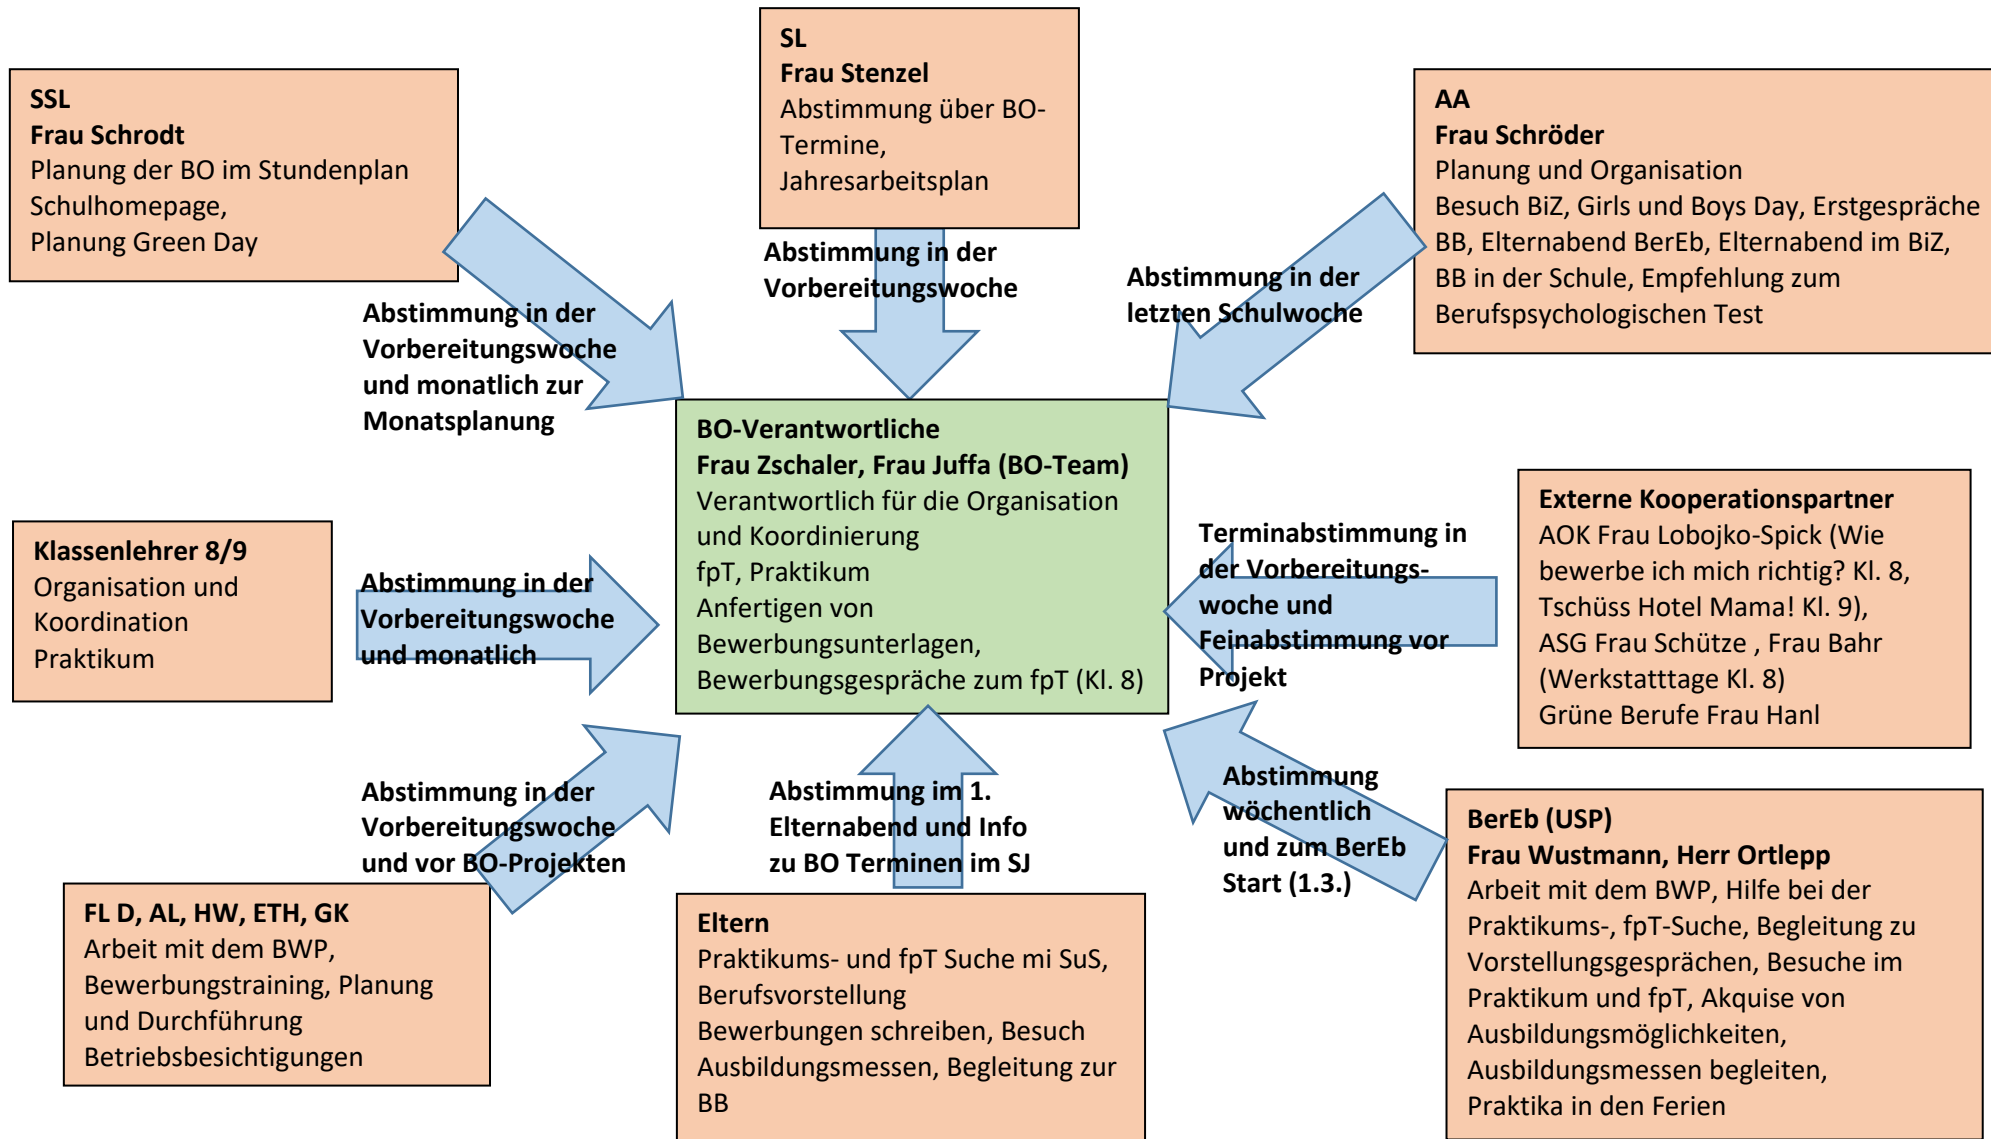 SL
Frau Stenzel
Abstimmung über BO-
Termine,
Jahresarbeitsplan
SSL
Frau Schrodt
Planung der BO im Stundenplan
Schulhomepage,
Planung Green Day
AA
Frau Schröder
Planung und Organisation
Besuch BiZ, Girls und Boys Day, Erstgespräche
BB, Elternabend BerEb, Elternabend im BiZ,
BB in der Schule, Empfehlung zum
Berufspsychologischen Test
Abstimmung in der
Vorbereitungswoche
und monatlich zur
Monatsplanung
Abstimmung in der
Vorbereitungswoche
Abstimmung in der
letzten Schulwoche
BO-Verantwortliche
Frau Zschaler, Frau Juffa (BO-Team)
Verantwortlich für die Organisation
und Koordinierung
fpT, Praktikum
Anfertigen von
Bewerbungsunterlagen,
Bewerbungsgespräche zum fpT (Kl. 8)
Klassenlehrer 8/9
Organisation und
Koordination
Praktikum
Abstimmung in der
Vorbereitungswoche
und monatlich
Terminabstimmung in
der Vorbereitungs-
woche und
Feinabstimmung vor
Projekt
Externe Kooperationspartner
AOK Frau Lobojko-Spick (Wie
bewerbe ich mich richtig? Kl. 8,
Tschüss Hotel Mama! Kl. 9),
ASG Frau Schütze , Frau Bahr
(Werkstatttage Kl. 8)
Grüne Berufe Frau Hanl
Abstimmung in der
Vorbereitungswoche
und vor BO-Projekten
Abstimmung im 1.
Elternabend und Info
zu BO Terminen im SJ
Abstimmung
wöchentlich
und zum BerEb
Start (1.3.)
FL D, AL, HW, ETH, GK
Arbeit mit dem BWP,
Bewerbungstraining, Planung
und Durchführung
Betriebsbesichtigungen
Eltern
Praktikums- und fpT Suche mi SuS,
Berufsvorstellung
Bewerbungen schreiben, Besuch
Ausbildungsmessen, Begleitung zur
BB
BerEb (USP)
Frau Wustmann, Herr Ortlepp
Arbeit mit dem BWP, Hilfe bei der
Praktikums-, fpT-Suche, Begleitung zu
Vorstellungsgesprächen, Besuche im
Praktikum und fpT, Akquise von
Ausbildungsmöglichkeiten,
Ausbildungsmessen begleiten,
Praktika in den Ferien